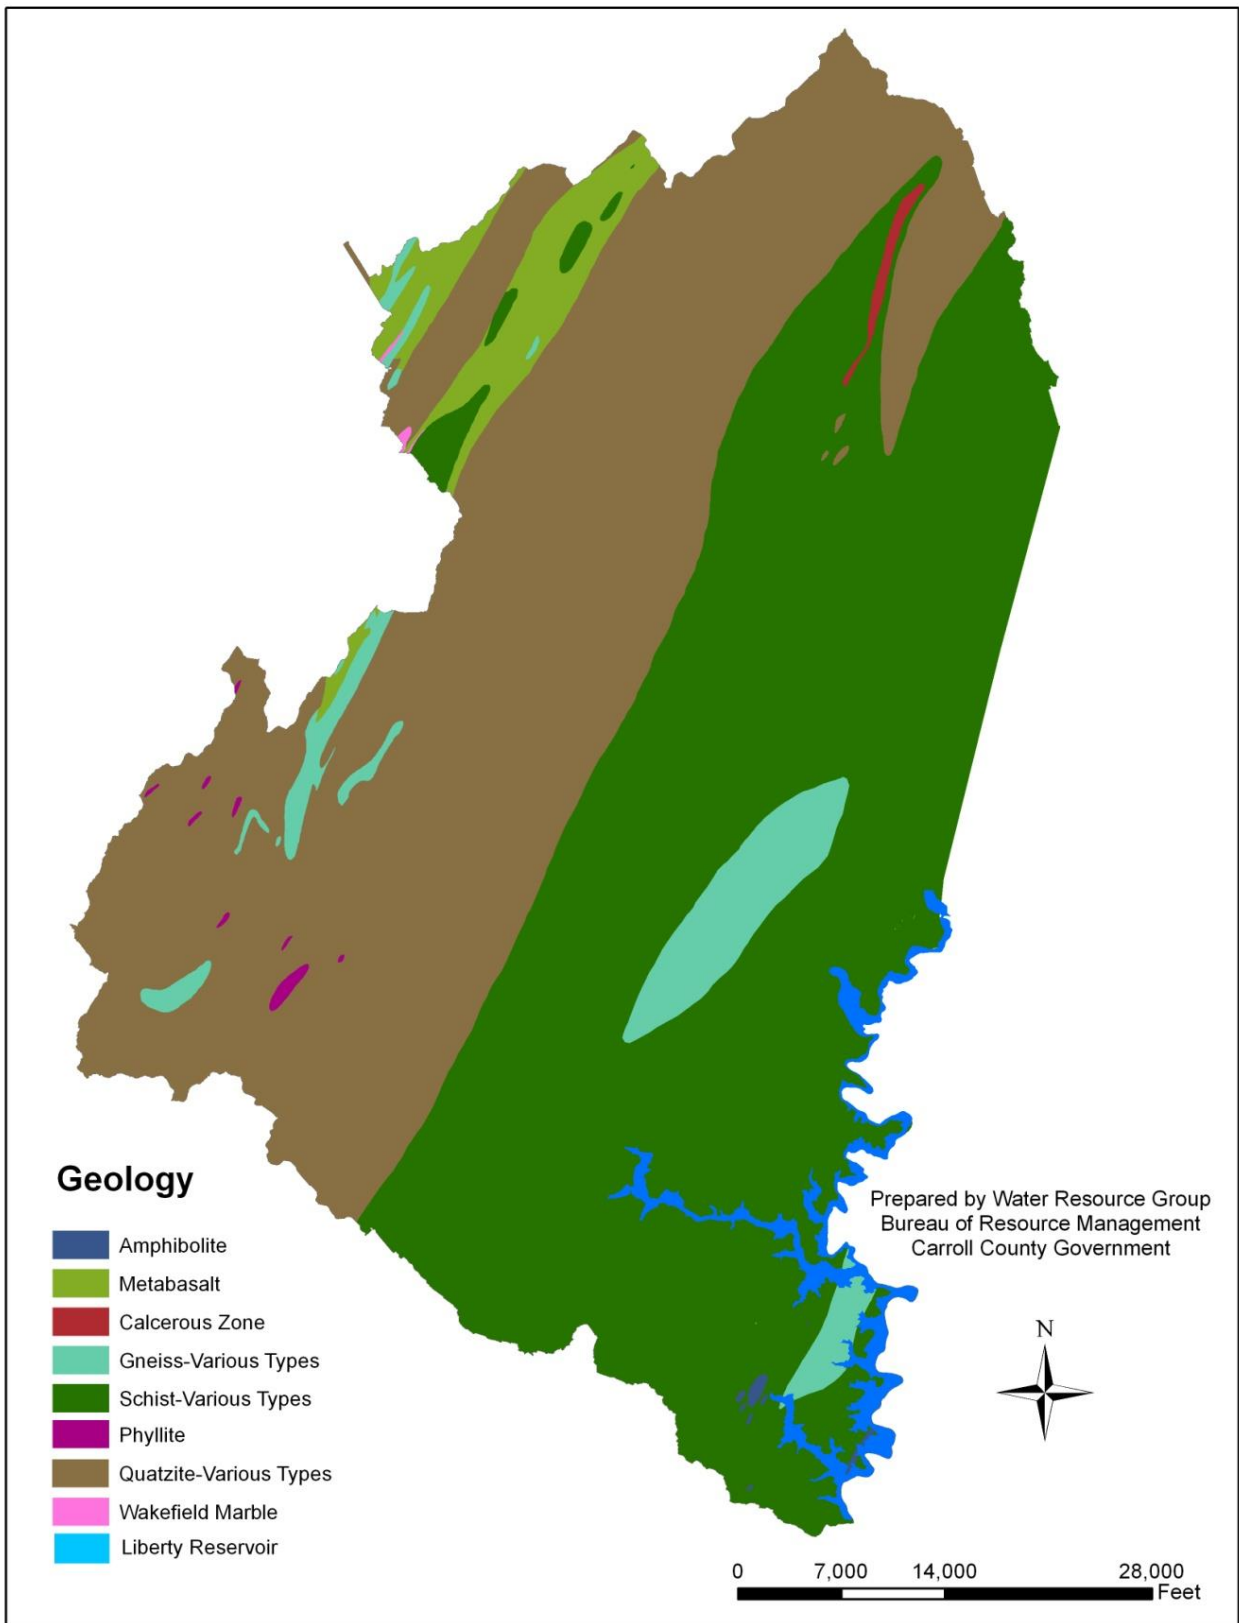 Geology
Amphibolite
Metabasalt
Calcerous Zone
Gneiss-Various Types
Schist-Various Types
Phyllite
Quatzite-Various Types
Wakefield Marble
Liberty Reservoir
Prepared by Water Resource Group
Bureau of Resource Management
Carroll County Government
N
0 7,000 14,000 28,000
Feet